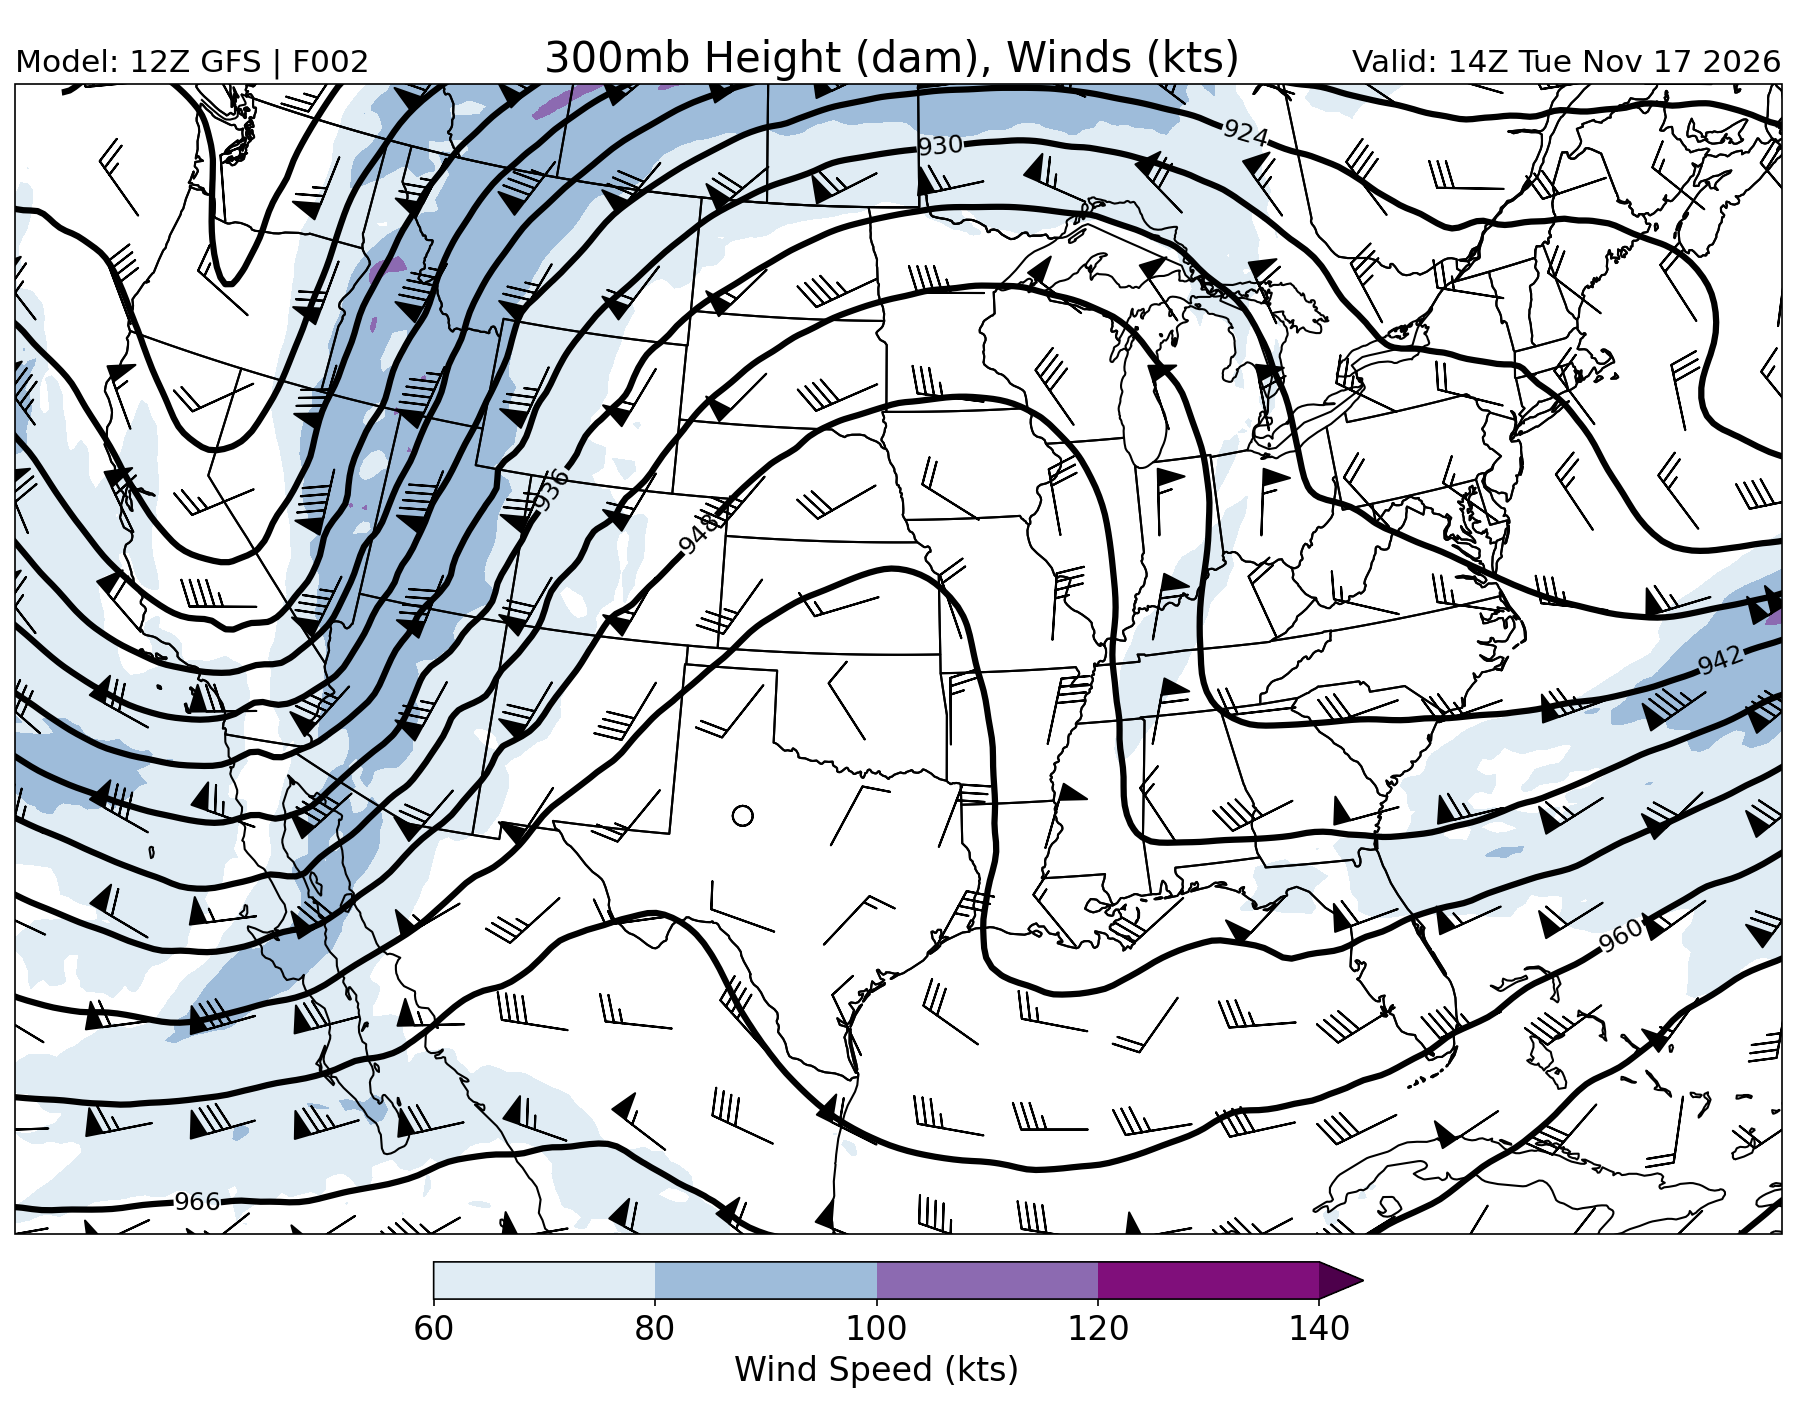 Model: 12Z GFS | F002
300mb Height (dam), Winds (kts)
Valid: 14Z Tue Nov 17 2026
924
930
936
948
942
960
966
60 80 100 120 140
Wind Speed (kts)